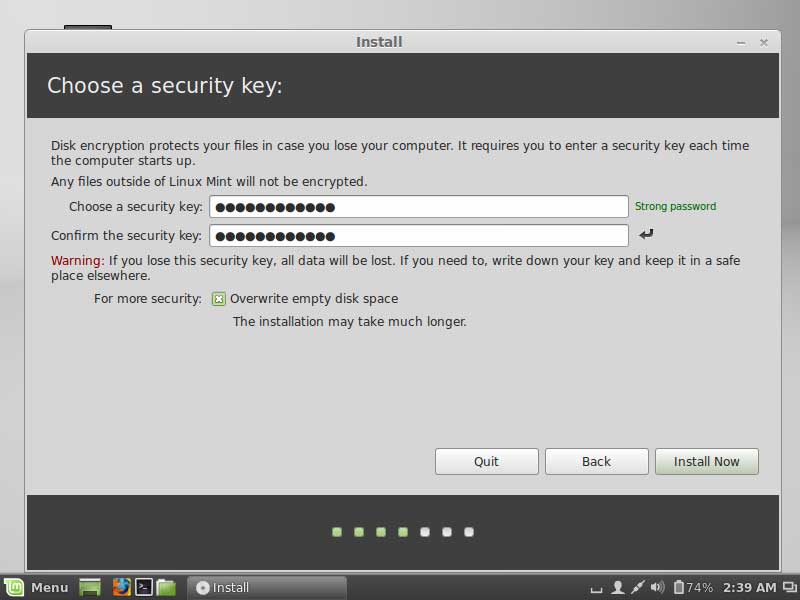 Install
Choose a security key:
Disk encryption protects your files in case you lose your computer. It requires you to enter a security key each time
the computer starts up.
Any files outside of Linux Mint will not be encrypted.
Choose a security key: ●●●●●●●●●●●● Strong password
Confirm the security key: ●●●●●●●●●●●●
Warning: If you lose this security key, all data will be lost. If you need to, write down your key and keep it in a safe
place elsewhere.
For more security: Overwrite empty disk space
The installation may take much longer.
Quit Back Install Now
Menu Install 74% 2:39 AM